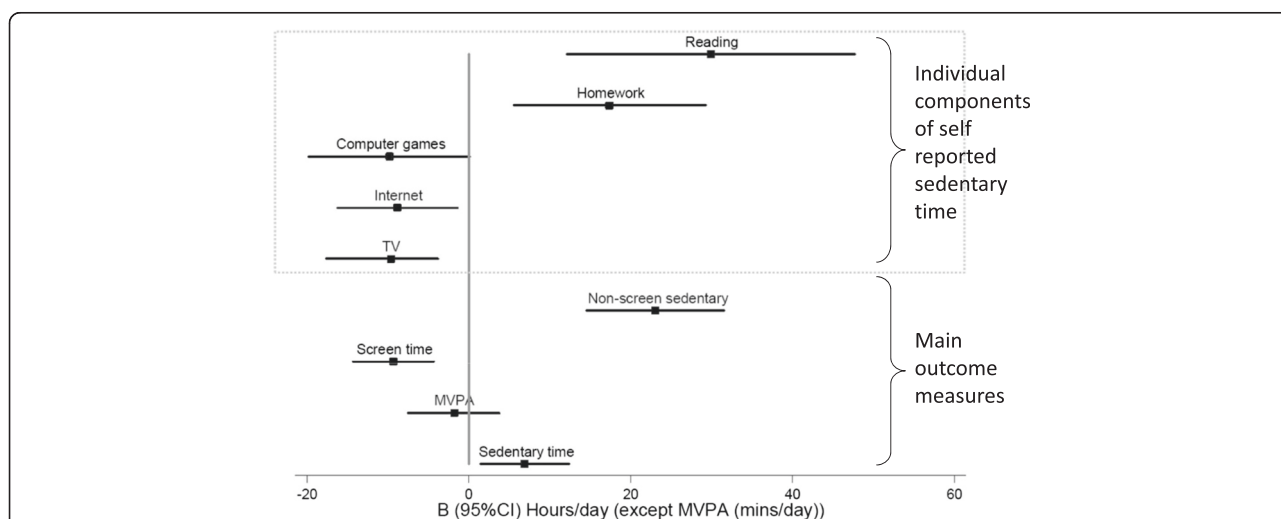 Reading
Homework
Computer games
Internet
TV
Non-screen sedentary
Screen time
MVPA
Sedentary time
Individual
components
of self
reported
sedentary
time
Main
outcome
measures
-20 0 20 40 60
B (95%CI) Hours/day (except MVPA (mins/day))